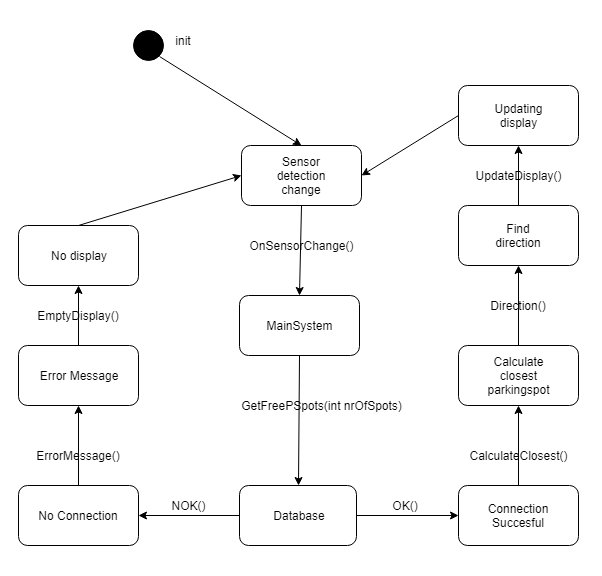 init
Updating
display
Sensor
detection
change
UpdateDisplay()
Find
direction
No display
OnSensorChange()
EmptyDisplay()
MainSystem
Direction()
Error Message
Calculate
closest
parkingspot
GetFreePSpots(int nrOfSpots)
ErrorMessage()
CalculateClosest()
No Connection
NOK()
Database
OK()
Connection
Succesful